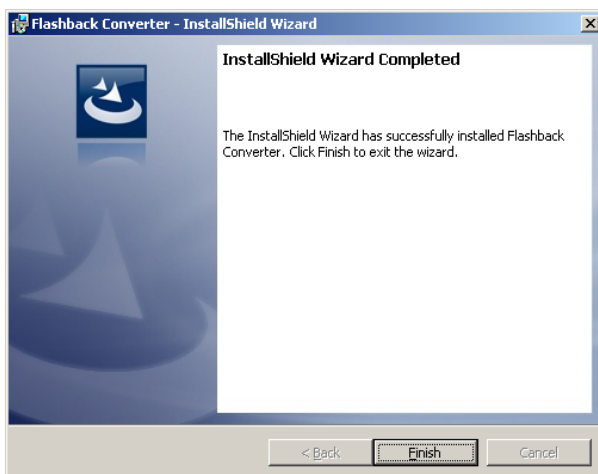 Flashback Converter - InstallShield Wizard
InstallShield Wizard Completed
The InstallShield Wizard has successfully installed Flashback
Converter. Click Finish to exit the wizard.
< Back
Finish
Cancel